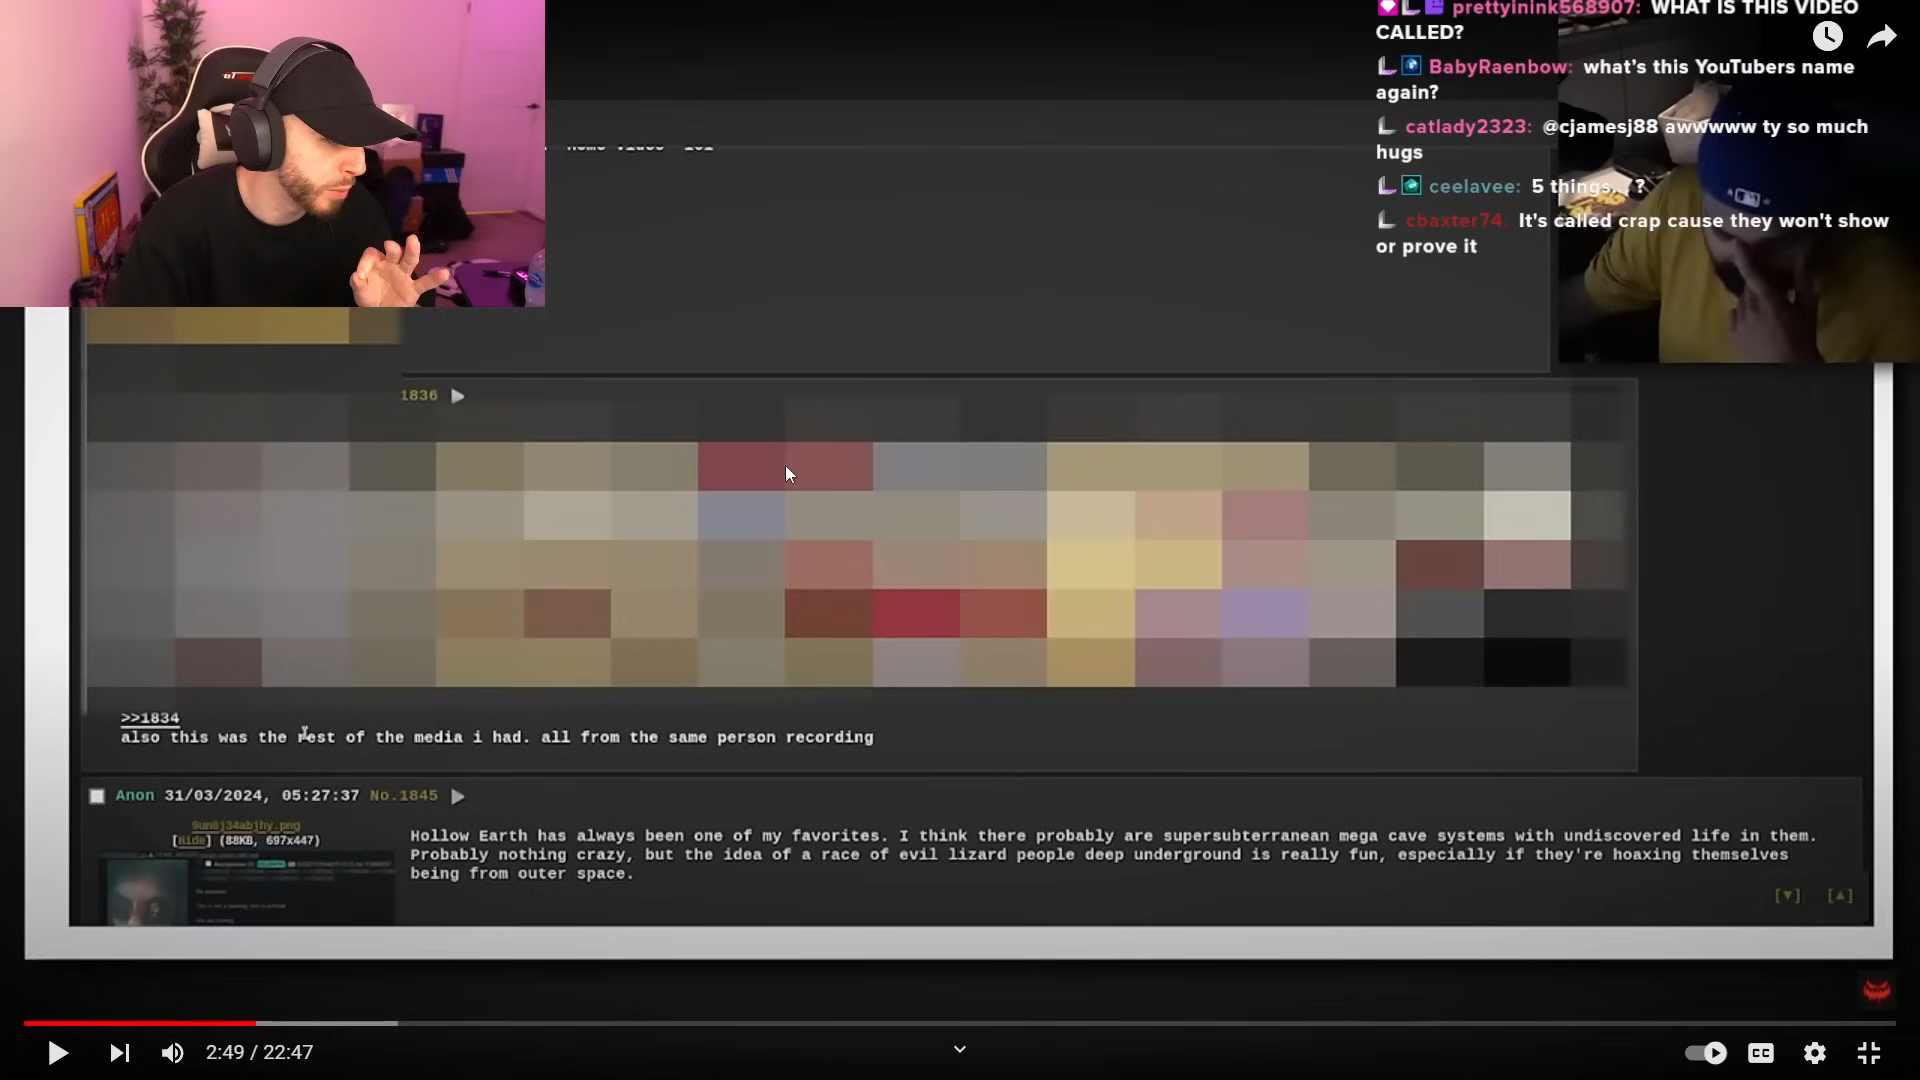 prettyinink568907: WHAT IS THIS VIDEO
CALLED?
BabyRaenbow: what's this YouTubers name
again?
catlady2323: @cjamesj88 awwwww ty so much
hugs
ceelavee: 5 things...?
cbaxter74: It's called crap cause they won't show
or prove it
1836
>>1834
also this was the rest of the media i had. all from the same person recording
Anon 31/03/2024, 05:27:37 No.1845
9un8j34abjhy.png
[Hide] (88KB, 697x447)
Hollow Earth has always been one of my favorites. I think there probably are supersubterranean mega cave systems with undiscovered life in them.
Probably nothing crazy, but the idea of a race of evil lizard people deep underground is really fun, especially if they're hoaxing themselves
being from outer space.
[▼] [▲]
2:49 / 22:47
CC